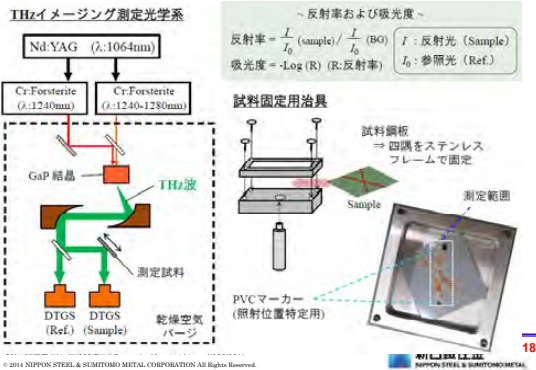 THzイメージング測定光学系
Nd:YAG (λ:1064nm)
Cr:Forsterite
(λ:1240nm)
Cr:Forsterite
(λ:1240-1280nm)
GaP 結晶
THz波
測定試料
DTGS
(Ref.)
DTGS
(Sample)
乾燥空気
パージ
~ 反射率および吸光度 ~
反射率 = I/I₀ (sample) / I/I₀ (BG)
吸光度 = -Log (R) (R:反射率)
I : 反射光 (Sample)
I₀ : 参照光 (Ref.)
試料固定用治具
試料鋼板
⇒ 四隅をステンレス
フレームで固定
Sample
測定範囲
PVCマーカー
(照射位置特定用)
18
© 2014 NIPPON STEEL & SUMITOMO METAL CORPORATION All Rights Reserved.
NIPPON STEEL & SUMITOMO METAL